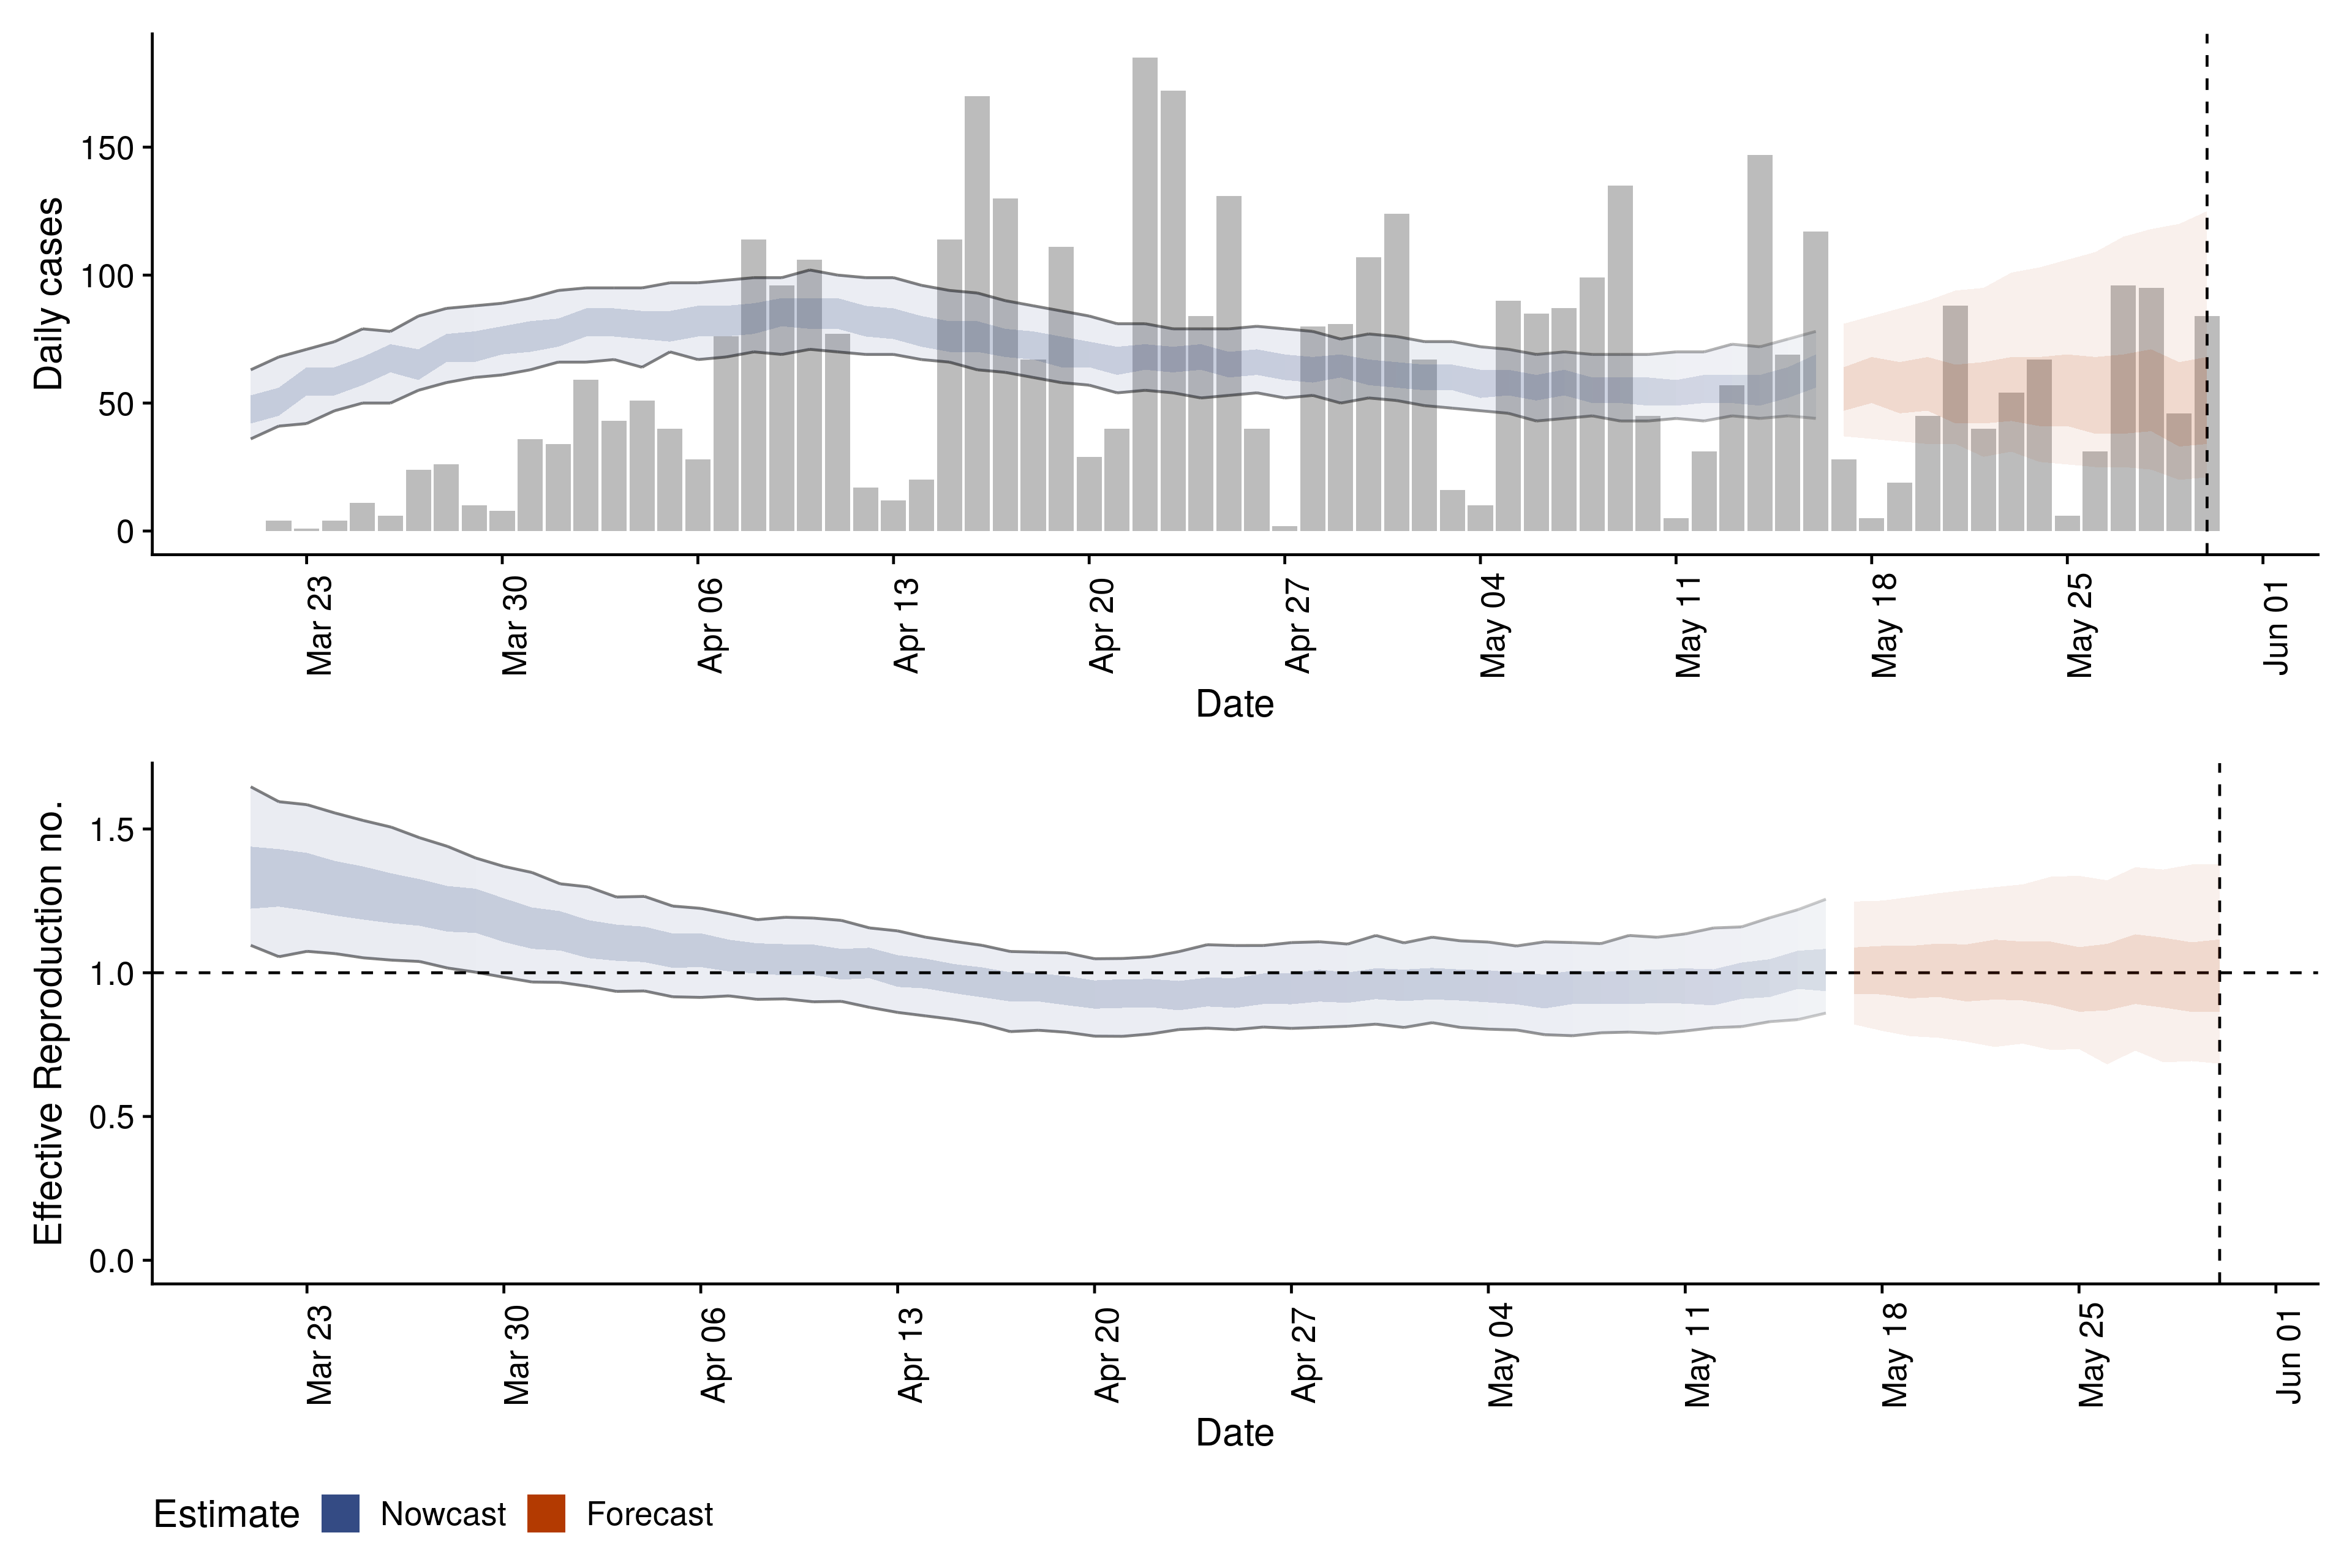 Daily cases
150
100
50
0
Mar 23
Mar 30
Apr 06
Apr 13
Apr 20
Apr 27
May 04
May 11
May 18
May 25
Jun 01
Date
Effective Reproduction no.
1.5
1.0
0.5
0.0
Mar 23
Mar 30
Apr 06
Apr 13
Apr 20
Apr 27
May 04
May 11
May 18
May 25
Jun 01
Date
Estimate Nowcast Forecast